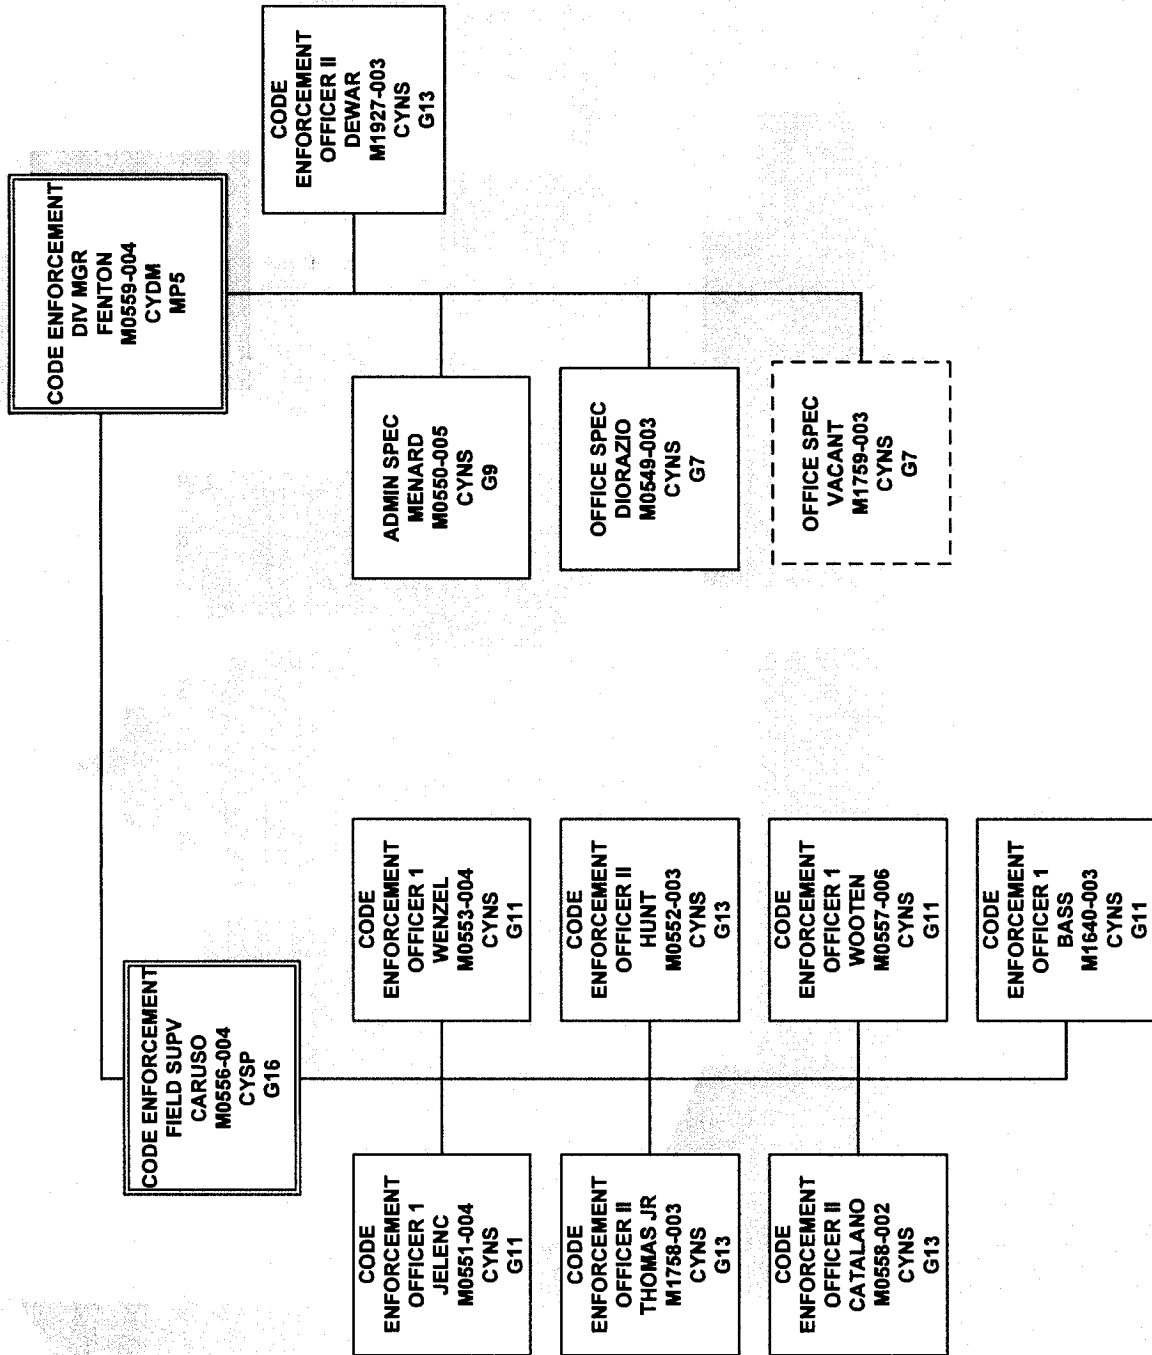 CODE ENFORCEMENT
DIV MGR
FENTON
M0559-004
CYDM
MP5
CODE ENFORCEMENT
FIELD SUPV
CARUSO
M0556-004
CYSP
G16
CODE
ENFORCEMENT
OFFICER II
DEWAR
M1927-003
CYNS
G13
CODE
ENFORCEMENT
OFFICER 1
JELENC
M0551-004
CYNS
G11
CODE
ENFORCEMENT
OFFICER 1
WENZEL
M0553-004
CYNS
G11
ADMIN SPEC
MENARD
M0550-005
CYNS
G9
CODE
ENFORCEMENT
OFFICER II
THOMAS JR
M1758-003
CYNS
G13
CODE
ENFORCEMENT
OFFICER II
HUNT
M0552-003
CYNS
G13
OFFICE SPEC
DIORAZIO
M0549-003
CYNS
G7
CODE
ENFORCEMENT
OFFICER II
CATALANO
M0558-002
CYNS
G13
CODE
ENFORCEMENT
OFFICER 1
WOOTEN
M0557-006
CYNS
G11
OFFICE SPEC
VACANT
M1759-003
CYNS
G7
CODE
ENFORCEMENT
OFFICER 1
BASS
M1640-003
CYNS
G11